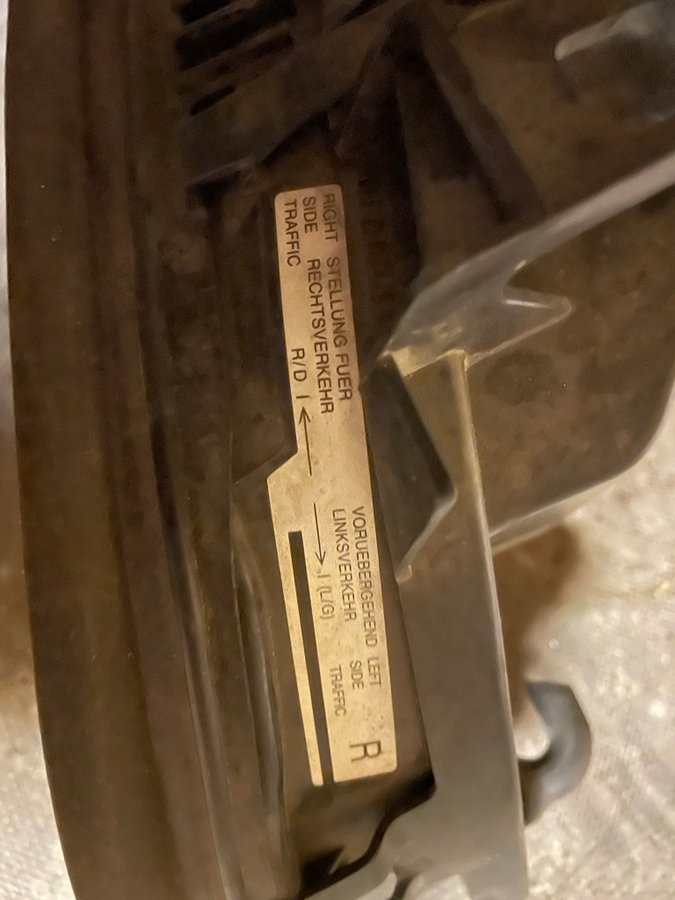 RIGHT STELLUNG FUER
SIDE RECHTSVERKEHR
TRAFFIC R/D I
VORUEBERGEHEND LEFT
LINKSVERKEHR SIDE
I (L/G) TRAFFIC
R